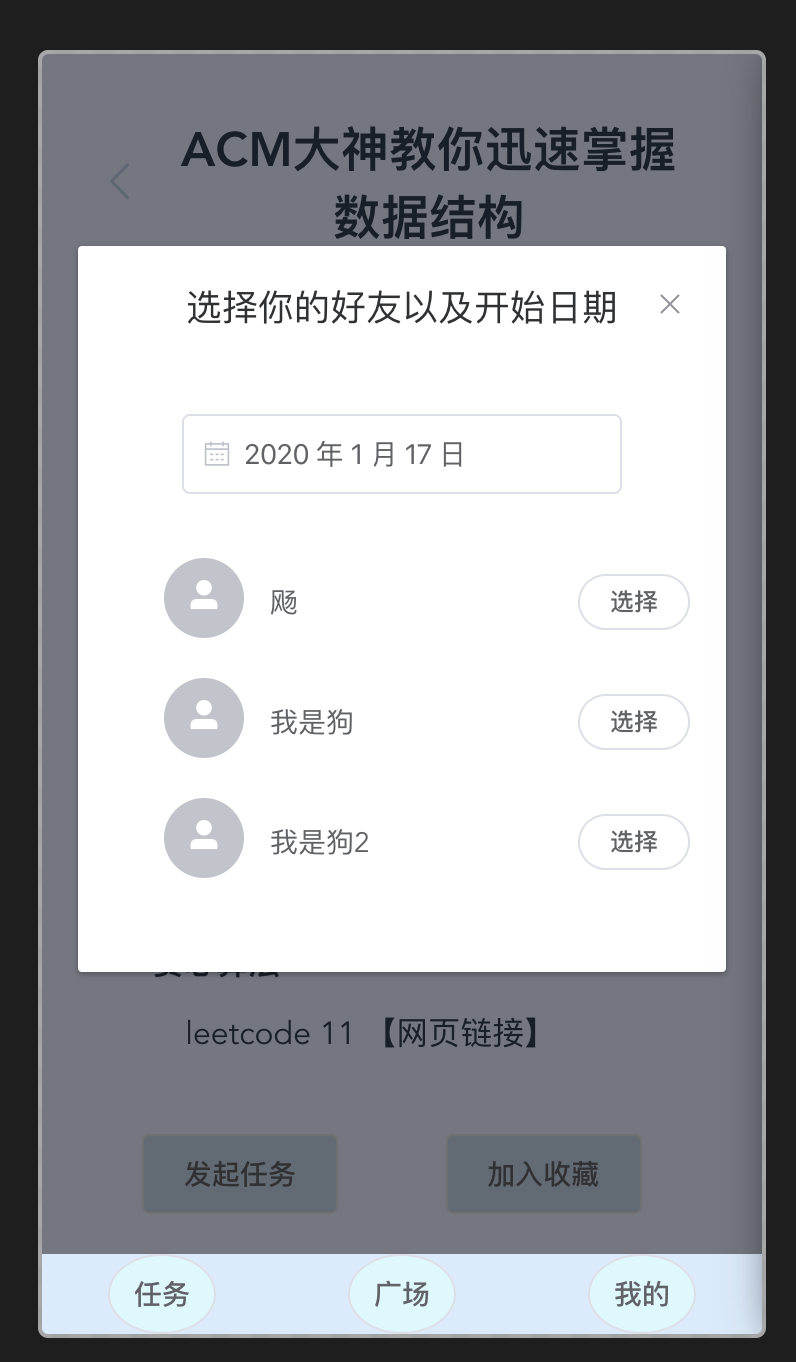 ACM大神教你迅速掌握
数据结构
选择你的好友以及开始日期
2020 年 1 月 17 日
飏 选择
我是狗 选择
我是狗2 选择
leetcode 11 【网页链接】
发起任务 加入收藏
任务 广场 我的